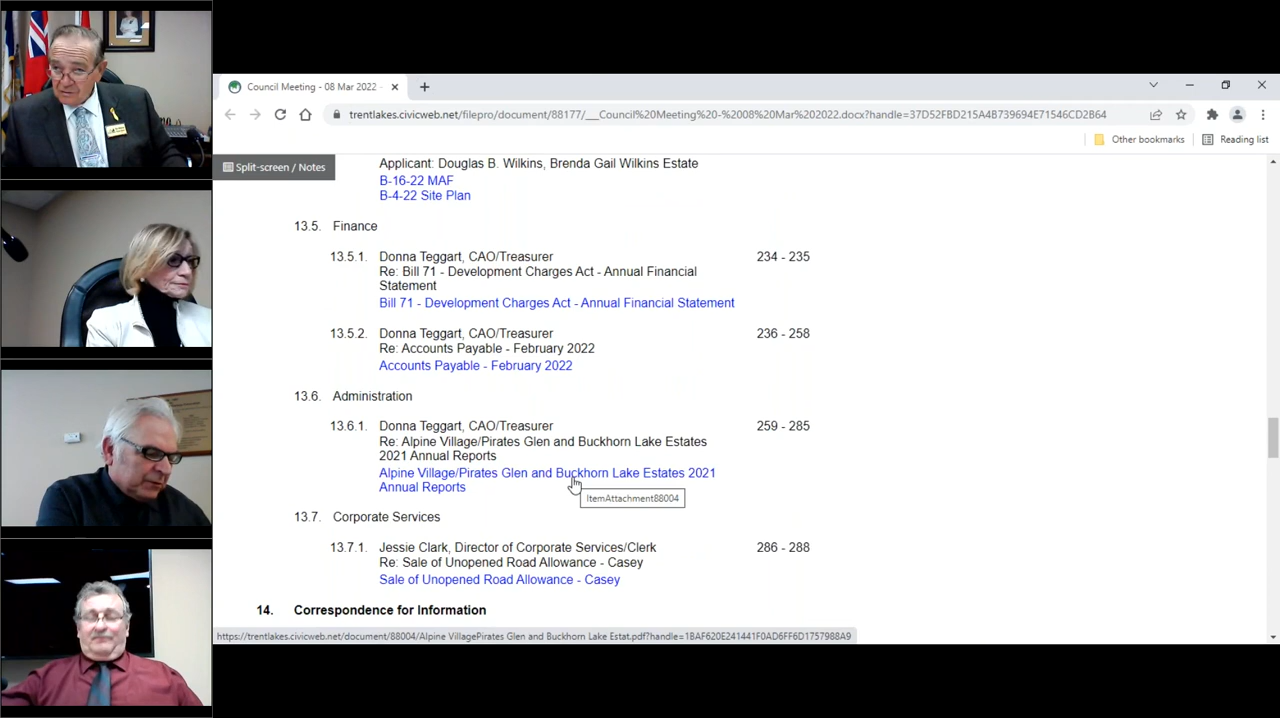 Council Meeting - 08 Mar 2022 -
trentlakes.civicweb.net/filepro/document/88177/___Council%20Meeting%20-%2008%20Mar%202022.docx?handle=37D52FBD215A4B739694E71546CD2B64
Other bookmarks
Reading list
Split-screen / Notes
Applicant: Douglas B. Wilkins, Brenda Gail Wilkins Estate
B-16-22 MAF
B-4-22 Site Plan
13.5. Finance
13.5.1. Donna Teggart, CAO/Treasurer 234 - 235
Re: Bill 71 - Development Charges Act - Annual Financial
Statement
Bill 71 - Development Charges Act - Annual Financial Statement
13.5.2. Donna Teggart, CAO/Treasurer 236 - 258
Re: Accounts Payable - February 2022
Accounts Payable - February 2022
13.6. Administration
13.6.1. Donna Teggart, CAO/Treasurer 259 - 285
Re: Alpine Village/Pirates Glen and Buckhorn Lake Estates
2021 Annual Reports
Alpine Village/Pirates Glen and Buckhorn Lake Estates 2021
Annual Reports
ItemAttachment88004
13.7. Corporate Services
13.7.1. Jessie Clark, Director of Corporate Services/Clerk 286 - 288
Re: Sale of Unopened Road Allowance - Casey
Sale of Unopened Road Allowance - Casey
14. Correspondence for Information
https://trentlakes.civicweb.net/document/88004/Alpine VillagePirates Glen and Buckhorn Lake Estat.pdf?handle=1BAF620E241441F0AD6FF6D1757988A9